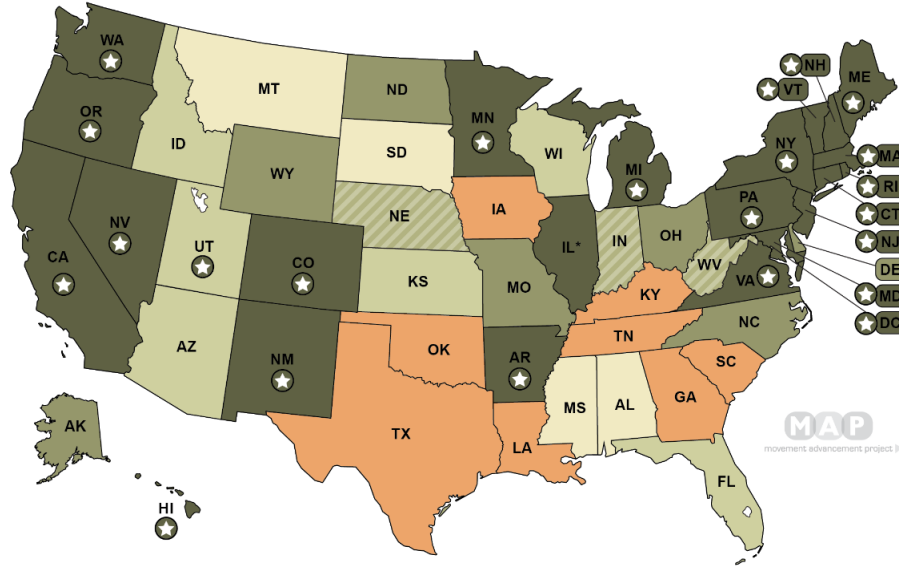 WA
OR
CA
NV
ID
MT
WY
UT
AZ
CO
NM
ND
SD
NE
KS
OK
TX
MN
IA
MO
AR
LA
WI
IL*
MI
IN
OH
KY
TN
MS
AL
GA
FL
SC
NC
WV
VA
PA
NY
VT
NH
ME
MA
RI
CT
NJ
DE
MD
DC
AK
HI
MAP
movement advancement project